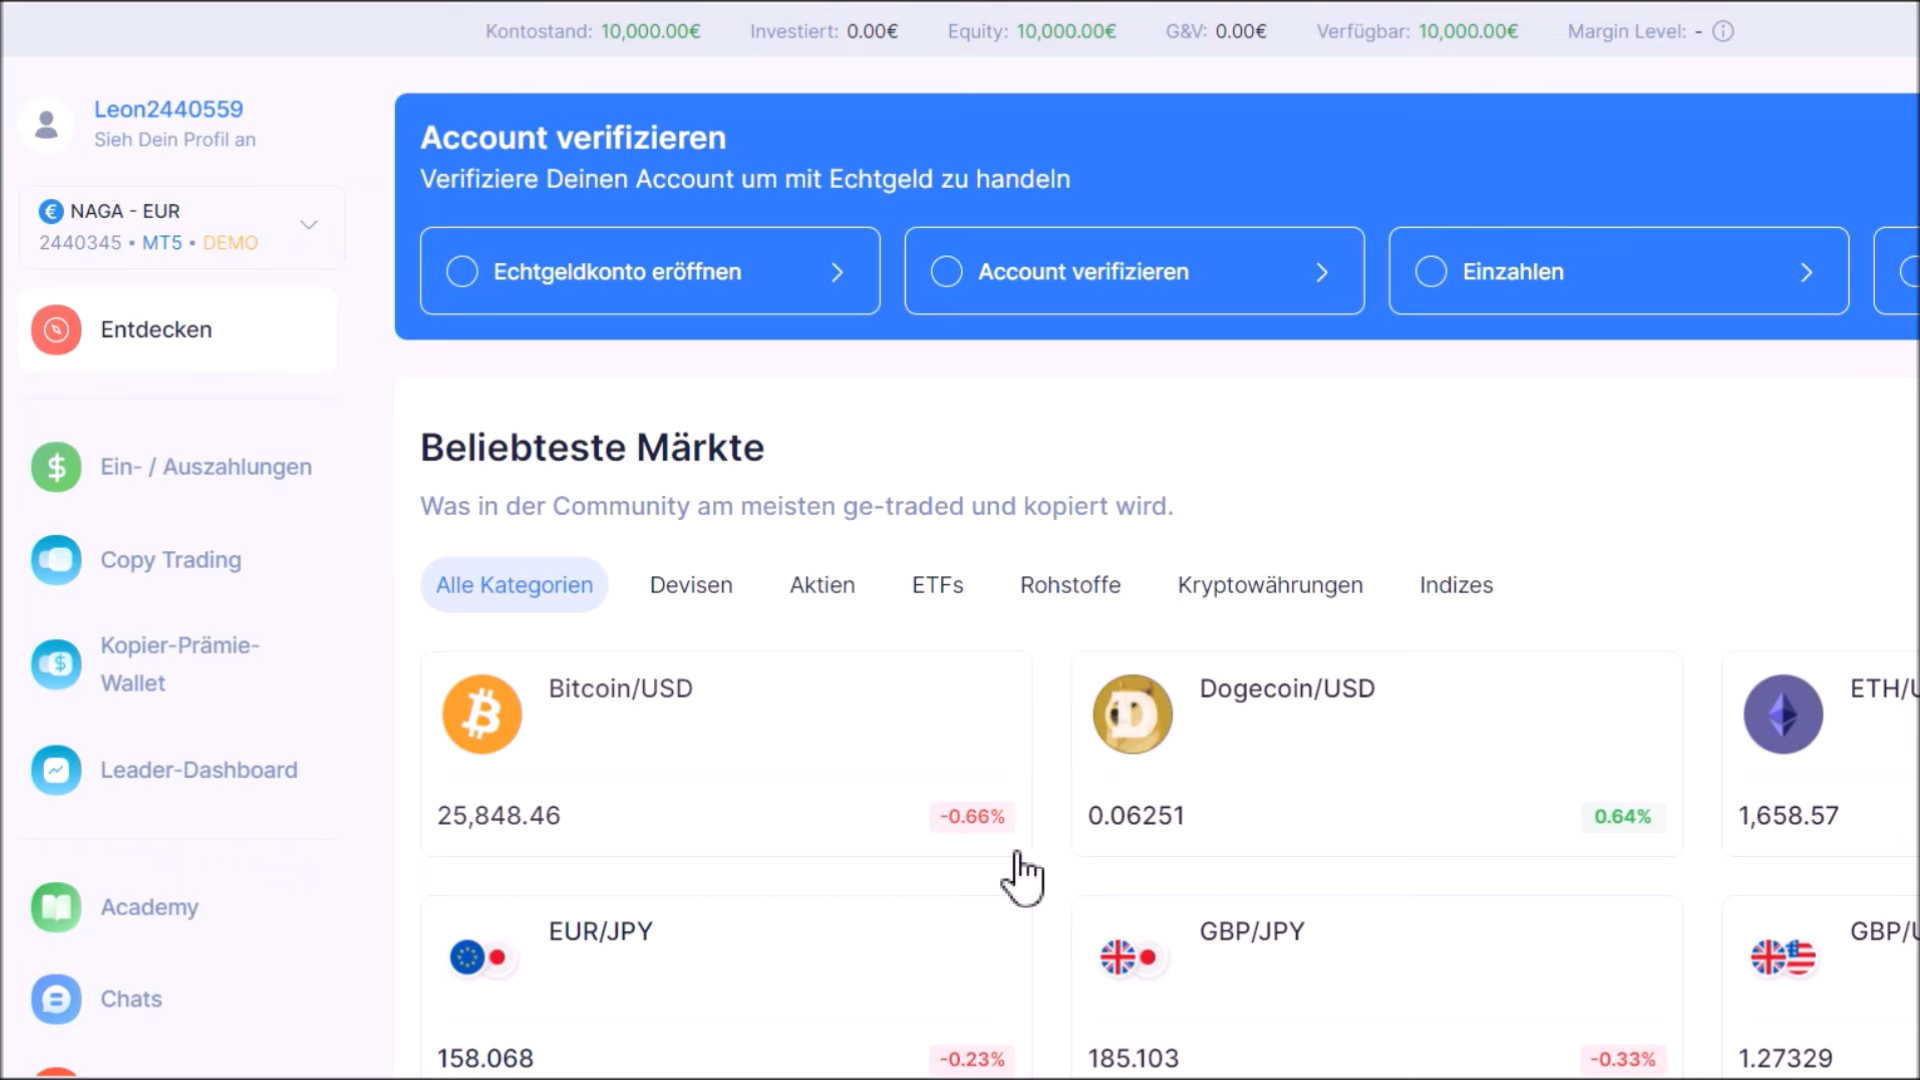 Kontostand: 10,000.00€ Investiert: 0.00€ Equity: 10,000.00€ G&V: 0.00€ Verfügbar: 10,000.00€ Margin Level: -
Leon2440559
Sieh Dein Profil an
NAGA - EUR
2440345 • MT5 • DEMO
Entdecken
Ein- / Auszahlungen
Copy Trading
Kopier-Prämie-
Wallet
Leader-Dashboard
Academy
Chats
Account verifizieren
Verifiziere Deinen Account um mit Echtgeld zu handeln
Echtgeldkonto eröffnen
Account verifizieren
Einzahlen
Beliebteste Märkte
Was in der Community am meisten ge-traded und kopiert wird.
Alle Kategorien Devisen Aktien ETFs Rohstoffe Kryptowährungen Indizes
Bitcoin/USD
25,848.46 -0.66%
Dogecoin/USD
0.06251 0.64%
ETH/U
1,658.57
EUR/JPY
158.068 -0.23%
GBP/JPY
185.103 -0.33%
GBP/U
1.27329